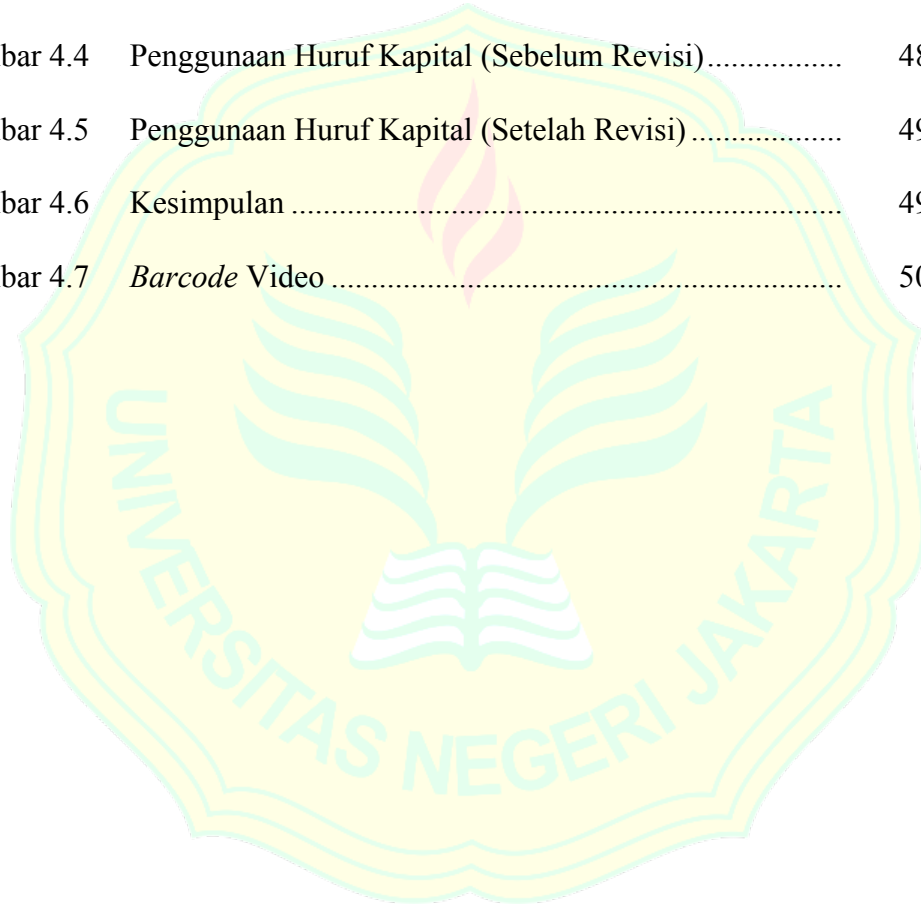 bar 4.4 Penggunaan Huruf Kapital (Sebelum Revisi)................. 48
bar 4.5 Penggunaan Huruf Kapital (Setelah Revisi) ................... 49
bar 4.6 Kesimpulan .......................................................... 49
bar 4.7 Barcode Video ...................................................... 50
UNIVERSITAS NEGERI JAKARTA